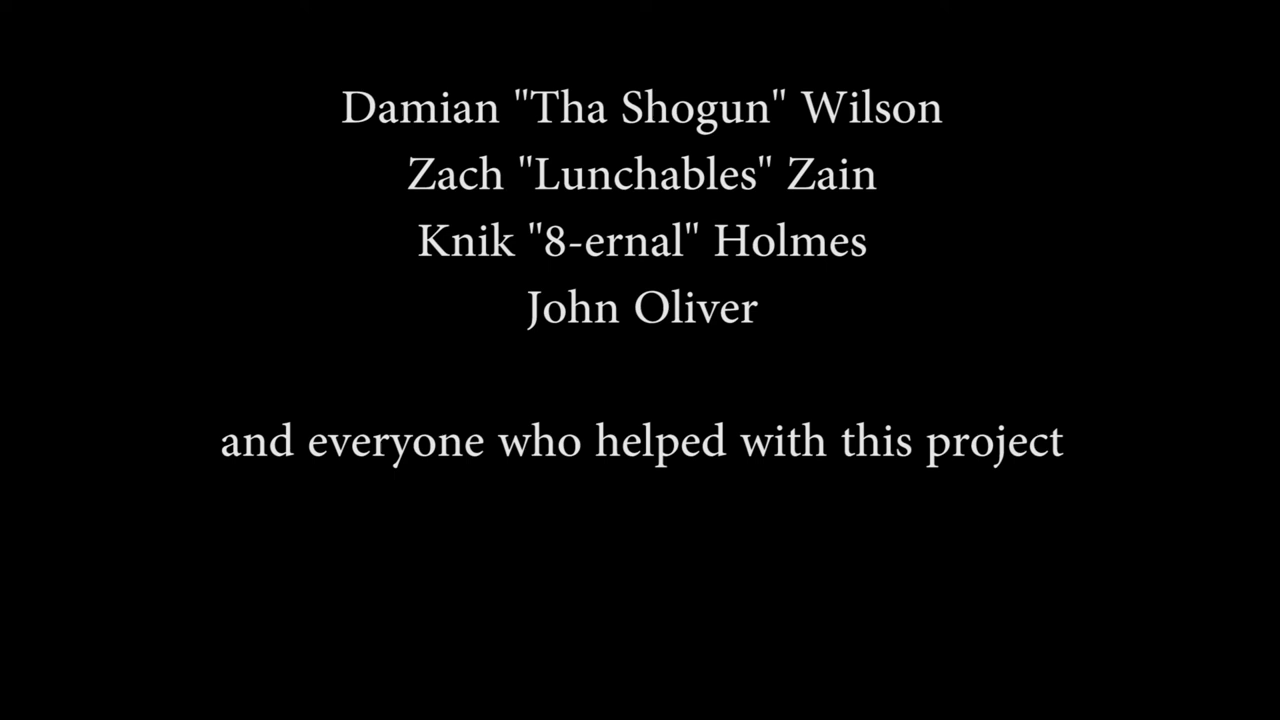 Damian "Tha Shogun" Wilson
Zach "Lunchables" Zain
Knik "8-ernal" Holmes
John Oliver
and everyone who helped with this project